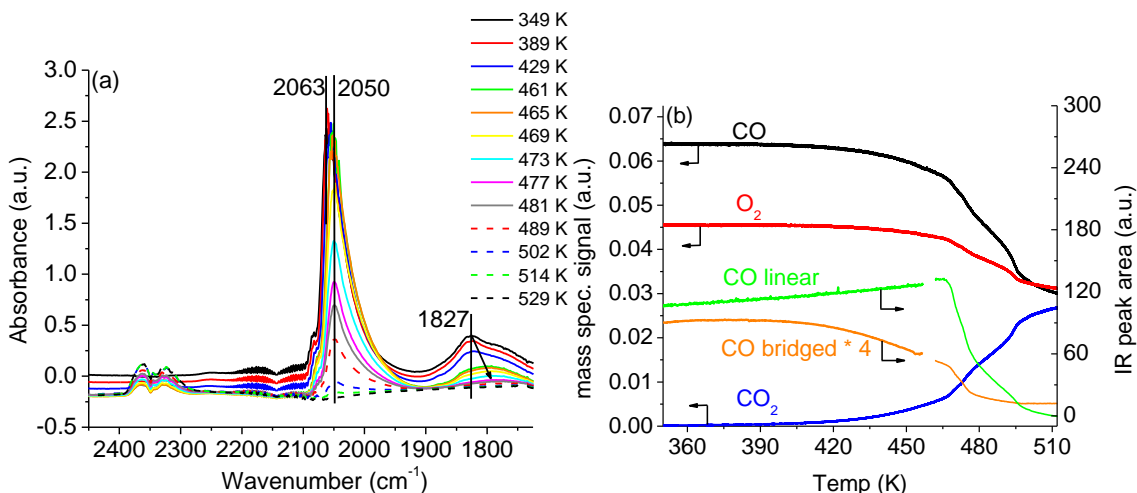 349 K
389 K
429 K
461 K
465 K
469 K
473 K
477 K
481 K
489 K
502 K
514 K
529 K
(a)
2063
2050
1827
3.0
2.5
2.0
1.5
1.0
0.5
0.0
-0.5
Absorbance (a.u.)
2400 2300 2200 2100 2000 1900 1800
Wavenumber (cm⁻¹)
(b)
CO
O₂
CO linear
CO bridged * 4
CO₂
0.07
0.06
0.05
0.04
0.03
0.02
0.01
0.00
mass spec. signal (a.u.)
300
240
180
120
60
0
IR peak area (a.u.)
360 390 420 450 480 510
Temp (K)